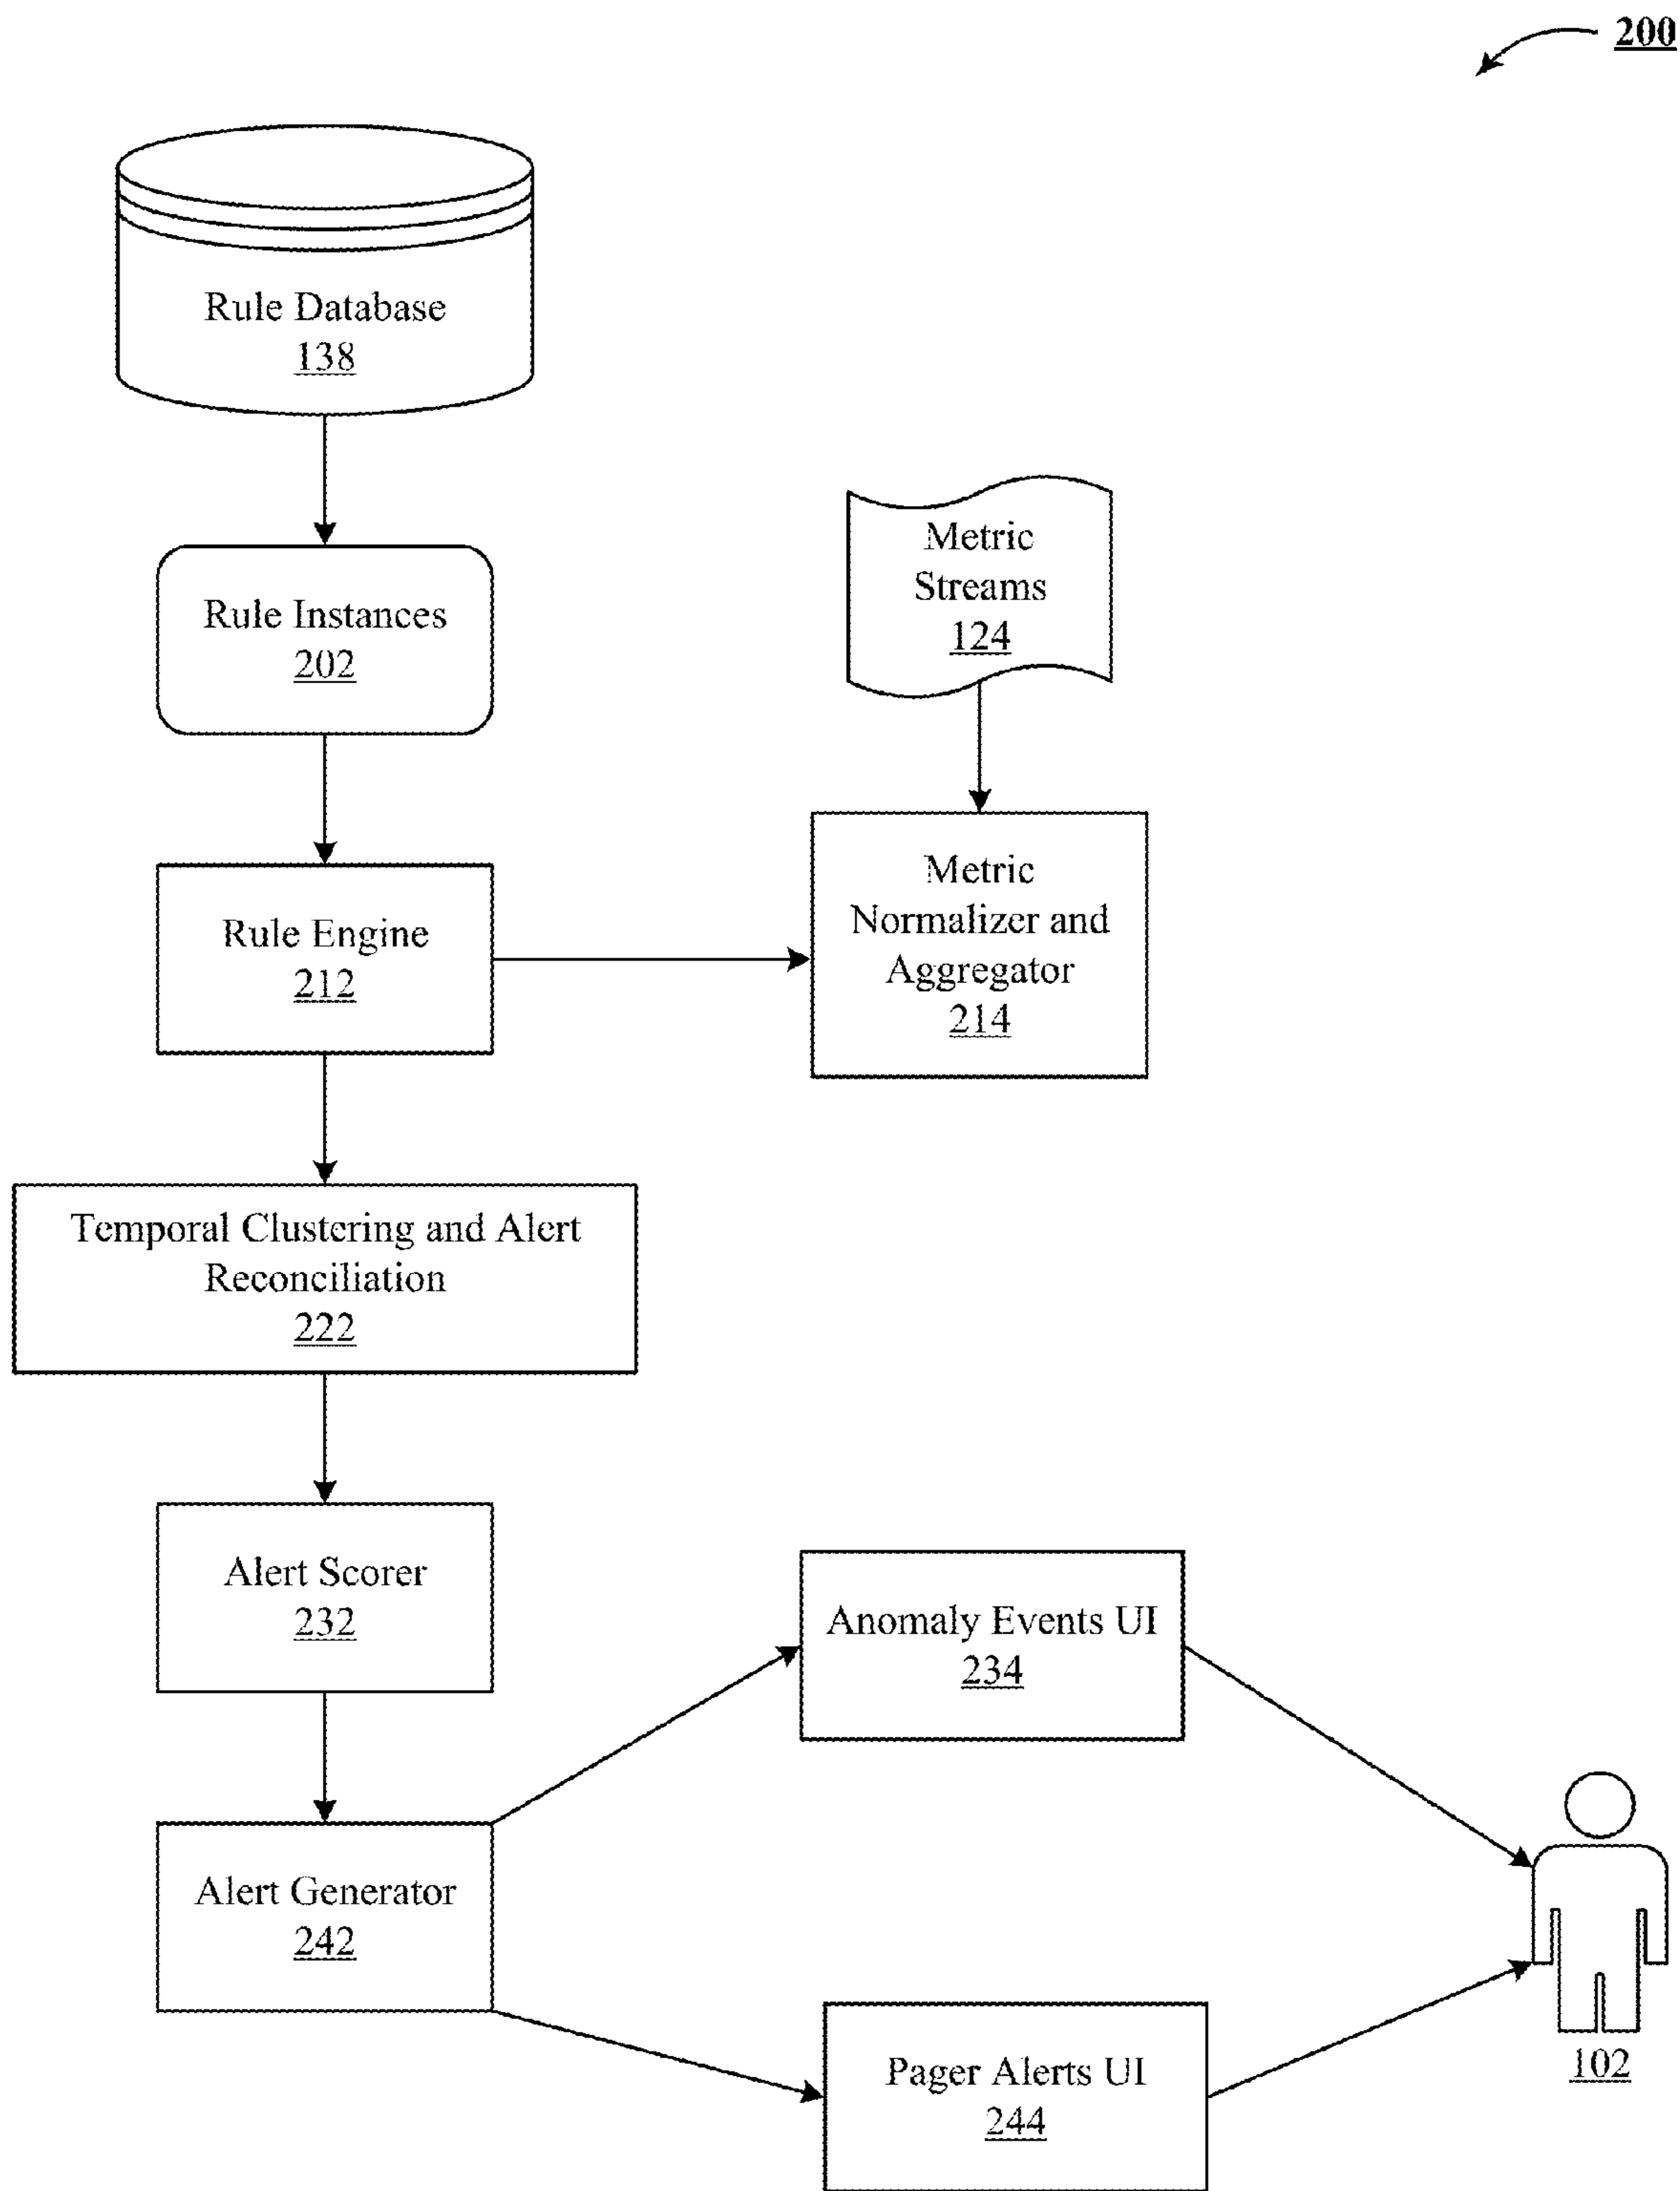 200
Rule Database
138
Rule Instances
202
Metric
Streams
124
Rule Engine
212
Metric
Normalizer and
Aggregator
214
Temporal Clustering and Alert
Reconciliation
222
Alert Scorer
232
Anomaly Events UI
234
Alert Generator
242
Pager Alerts UI
244
102